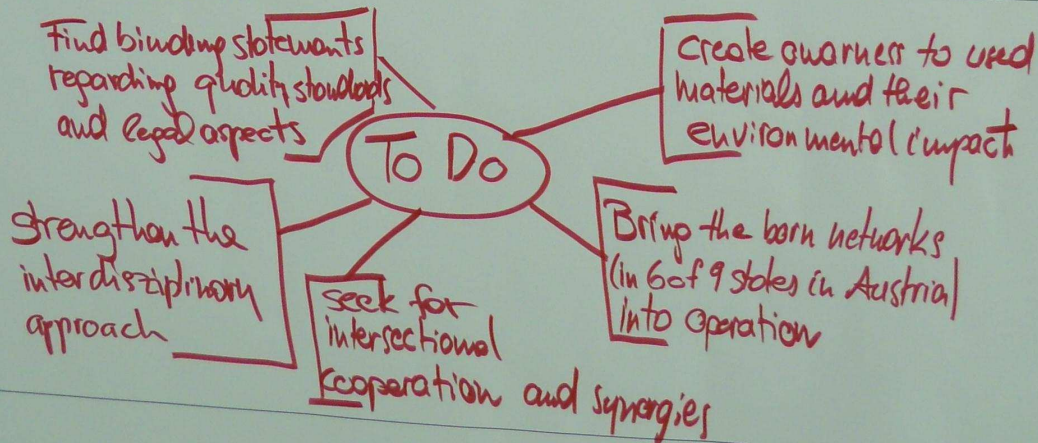 Find binding statements
regarding quality standards
and legal aspects
To Do
create awarness to used
materials and their
environmental impact
strengthen the
interdisziplinary
approach
seek for
intersectional
cooperation and synergies
Bring the born networks
(in 6 of 9 states in Austria)
into operation